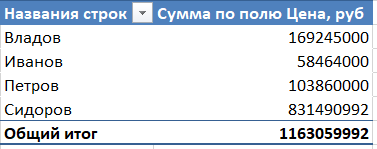 Названия строк Сумма по полю Цена, руб
Владов 169245000
Иванов 58464000
Петров 103860000
Сидоров 831490992
Общий итог 1163059992